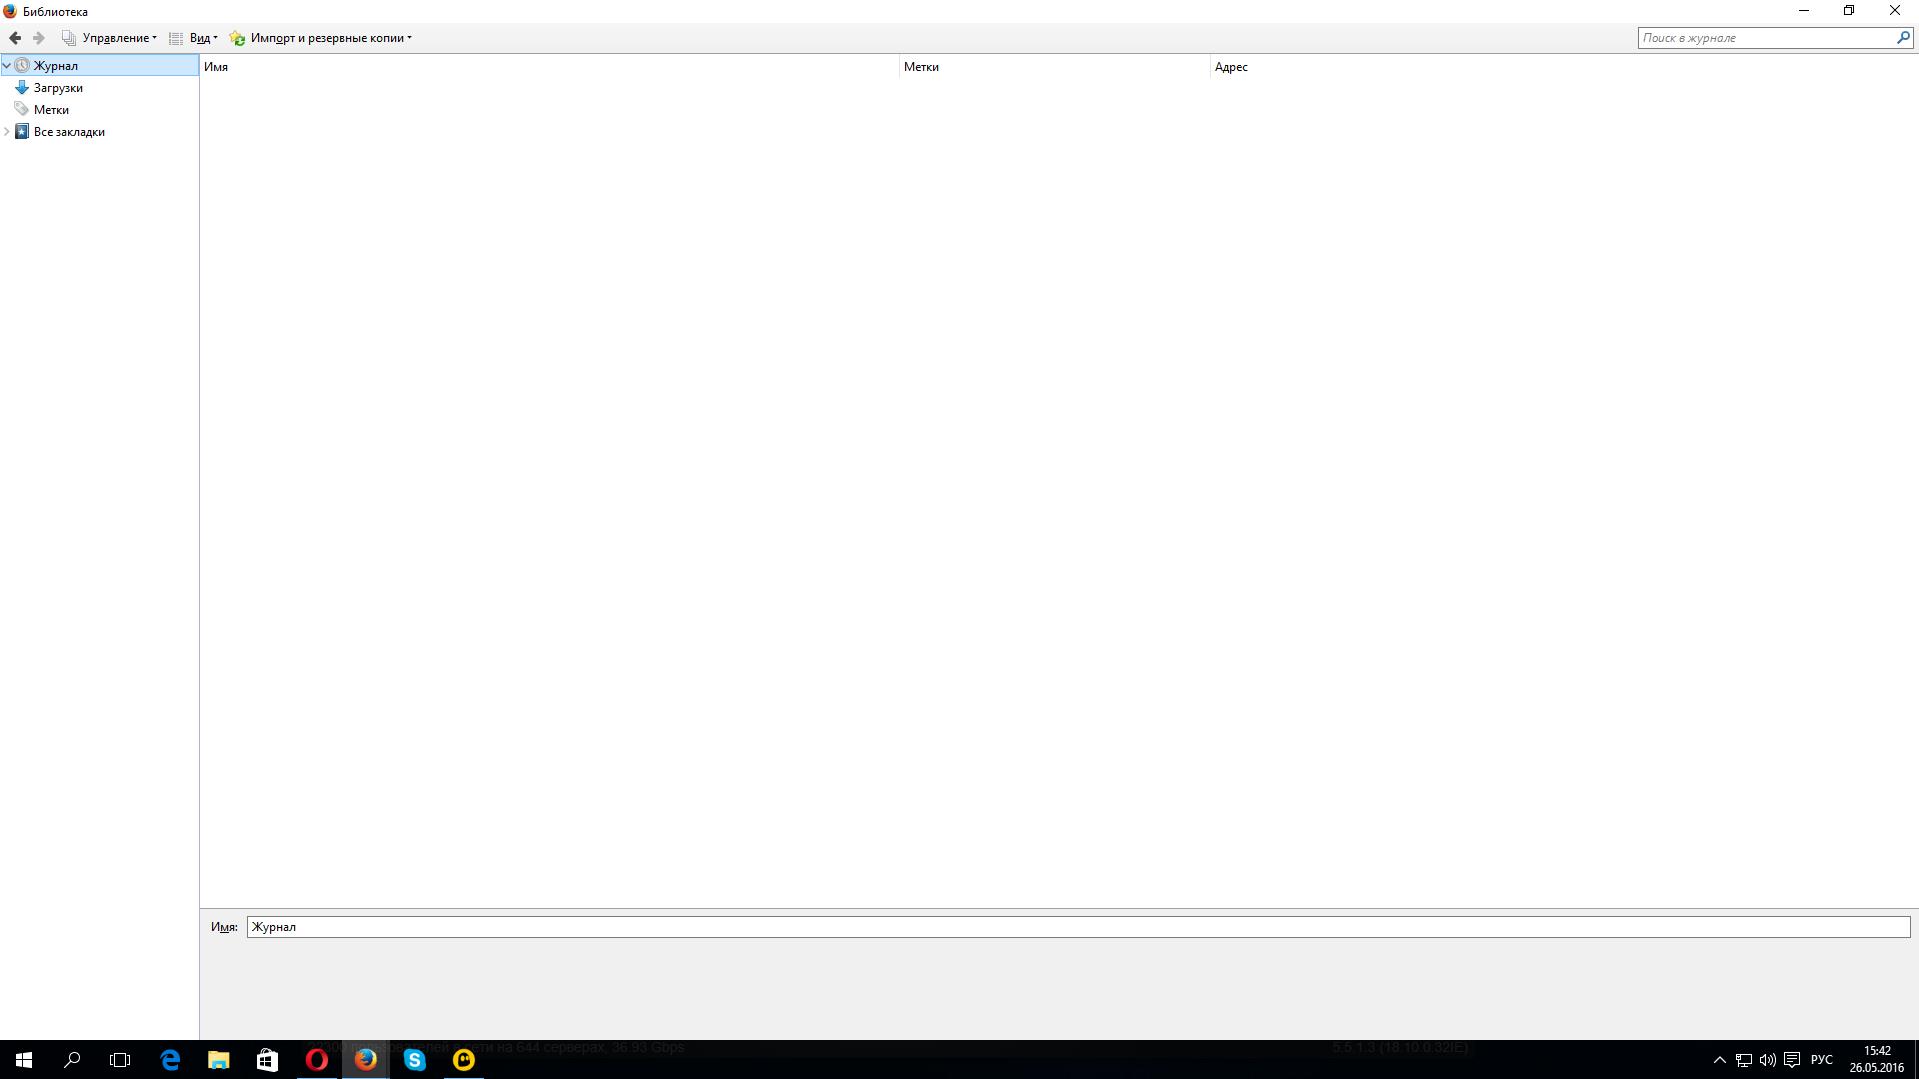 Библиотека
Управление Вид Импорт и резервные копии Поиск в журнале
Журнал
Загрузки
Метки
Все закладки
Имя Метки Адрес
Имя: Журнал
пользователей в сети на 644 серверах, 36.93 Gbps 5.5.1.3 (18.10.0.32IE)
РУС
15:42
26.05.2016